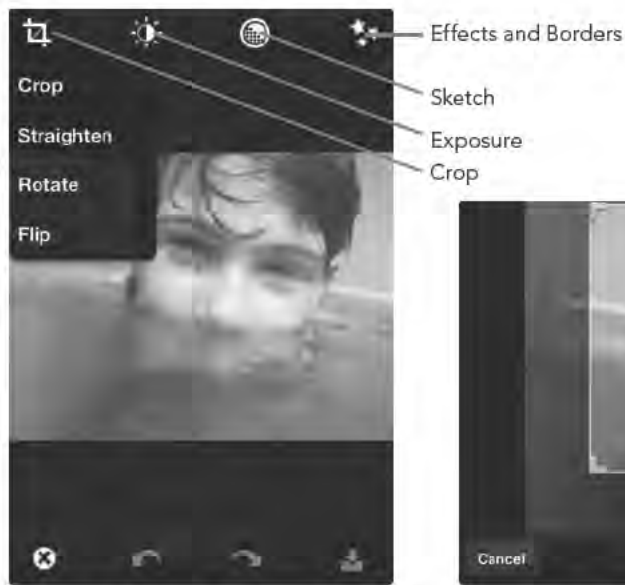 Effects and Borders
Sketch
Exposure
Crop
Crop
Straighten
Rotate
Flip
Cancel